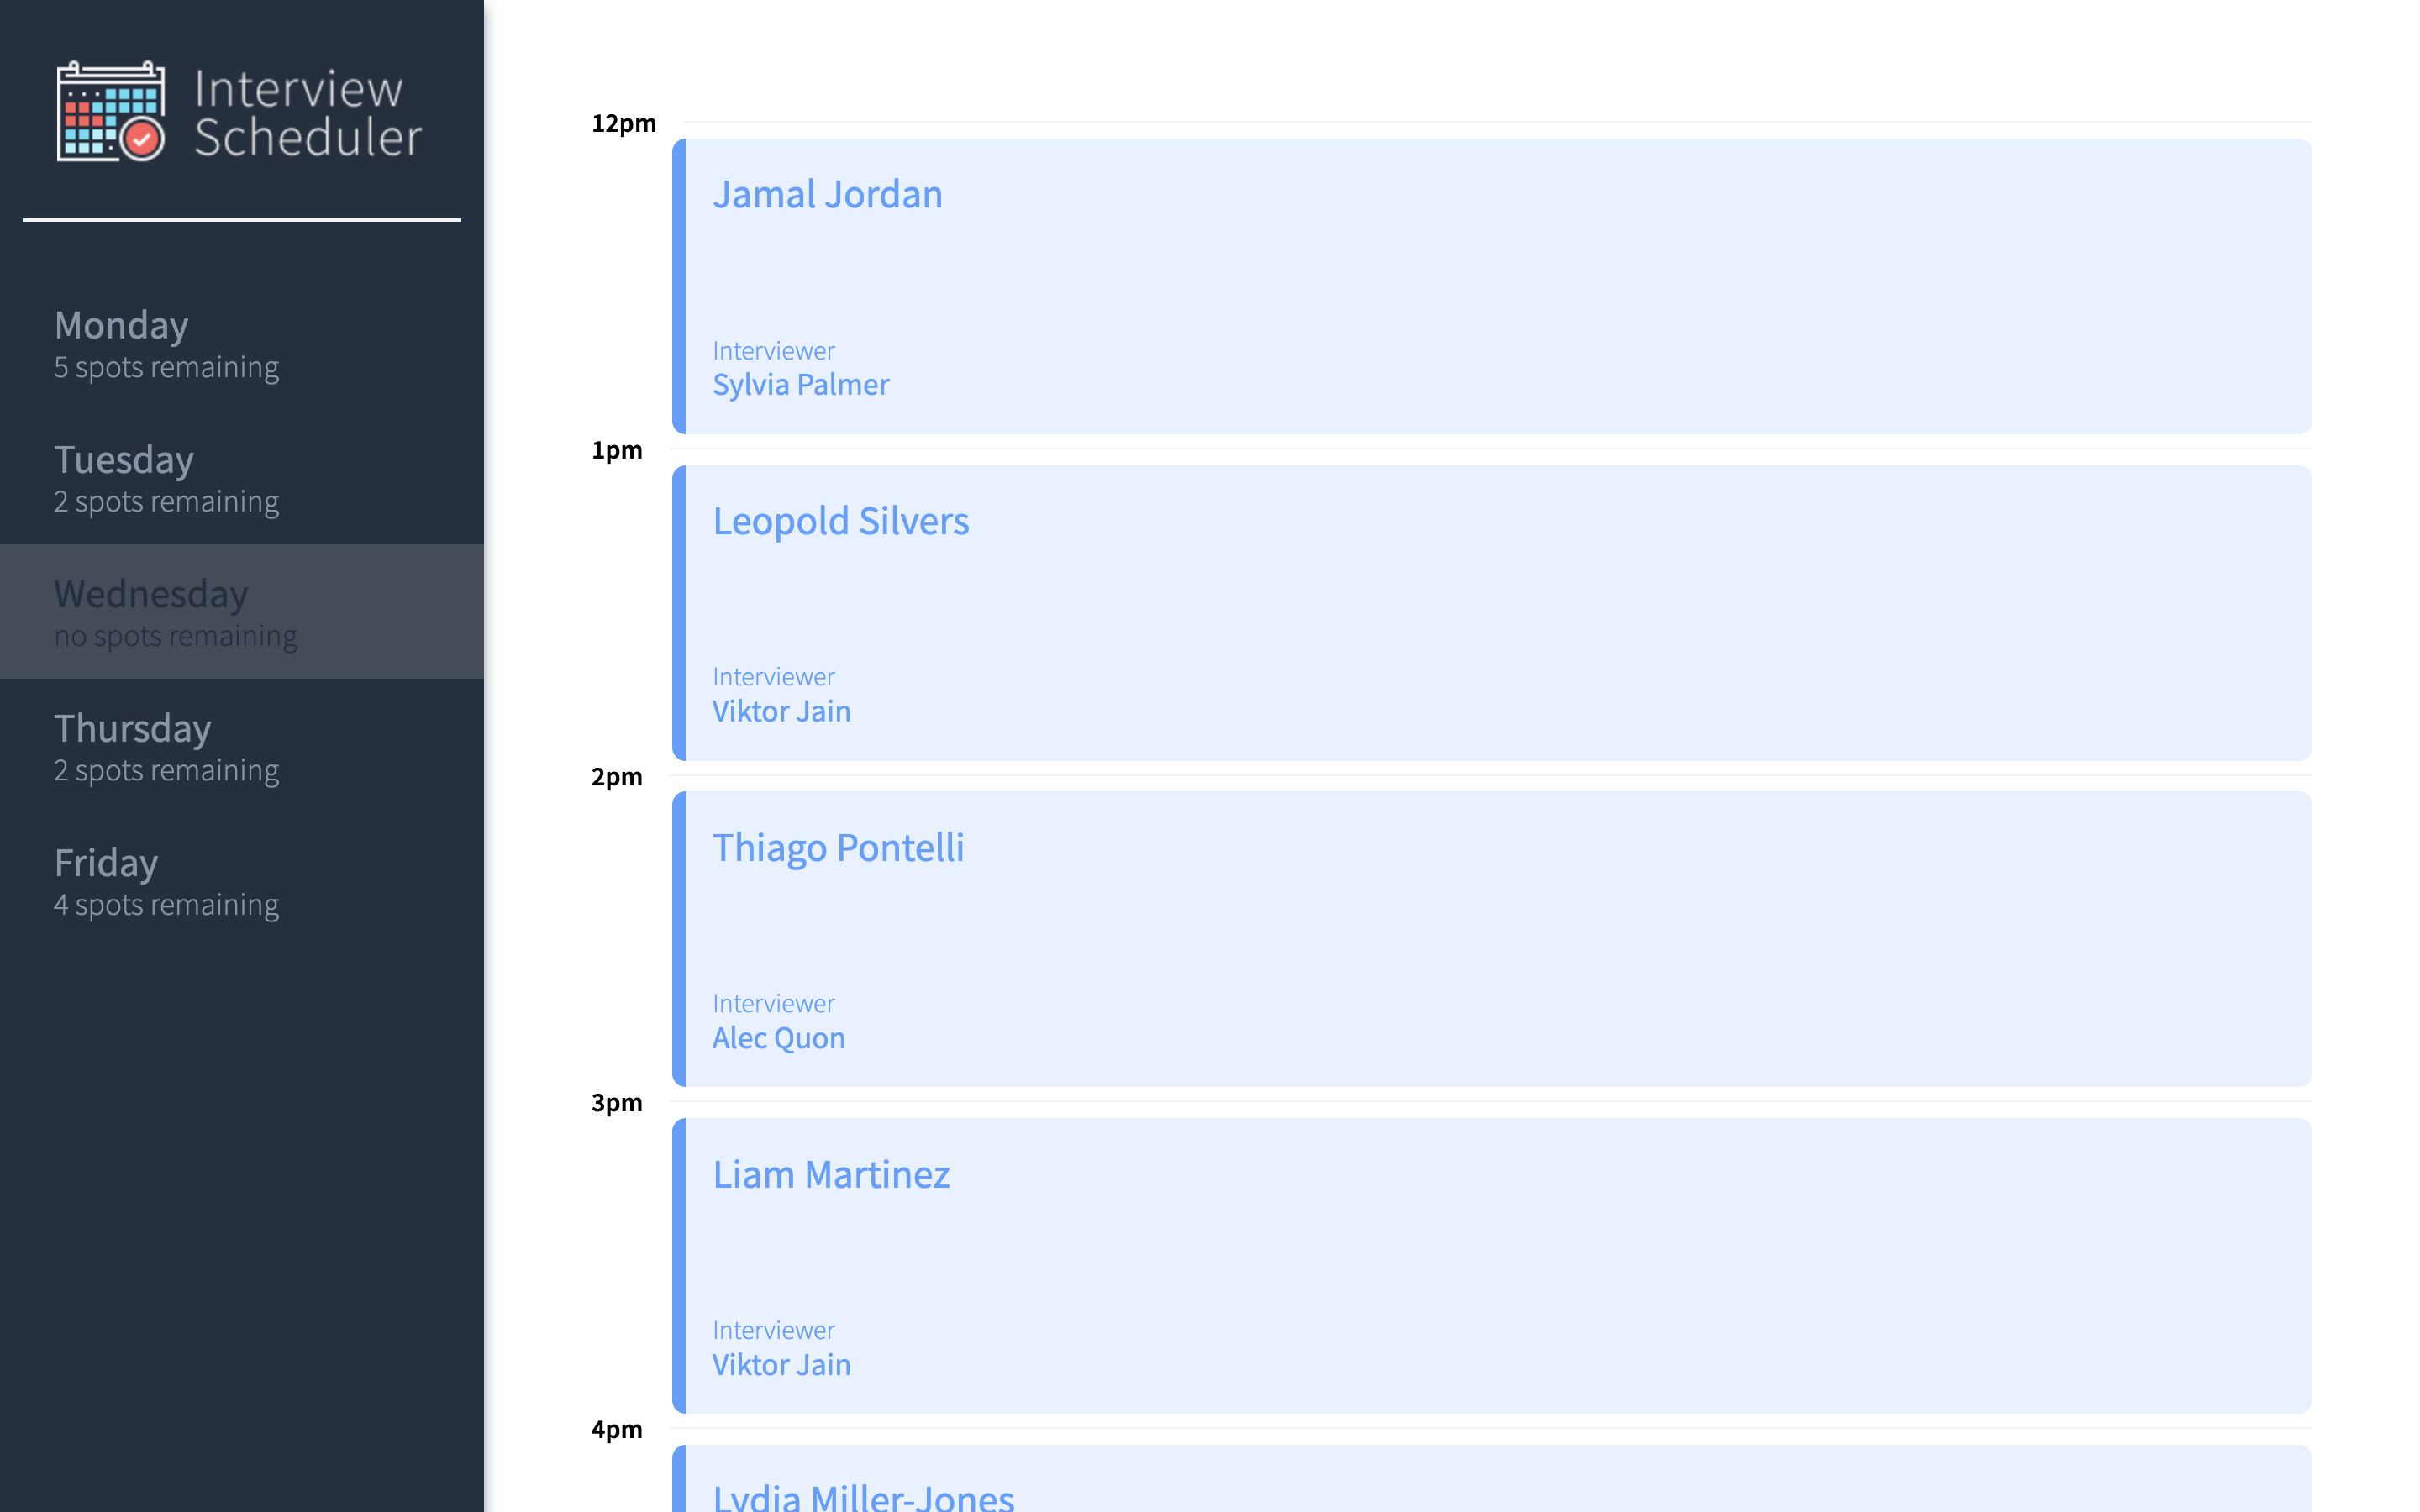 Interview
Scheduler
Monday
5 spots remaining
Tuesday
2 spots remaining
Wednesday
no spots remaining
Thursday
2 spots remaining
Friday
4 spots remaining
12pm
Jamal Jordan
Interviewer
Sylvia Palmer
1pm
Leopold Silvers
Interviewer
Viktor Jain
2pm
Thiago Pontelli
Interviewer
Alec Quon
3pm
Liam Martinez
Interviewer
Viktor Jain
4pm
Lydia Miller-Jones